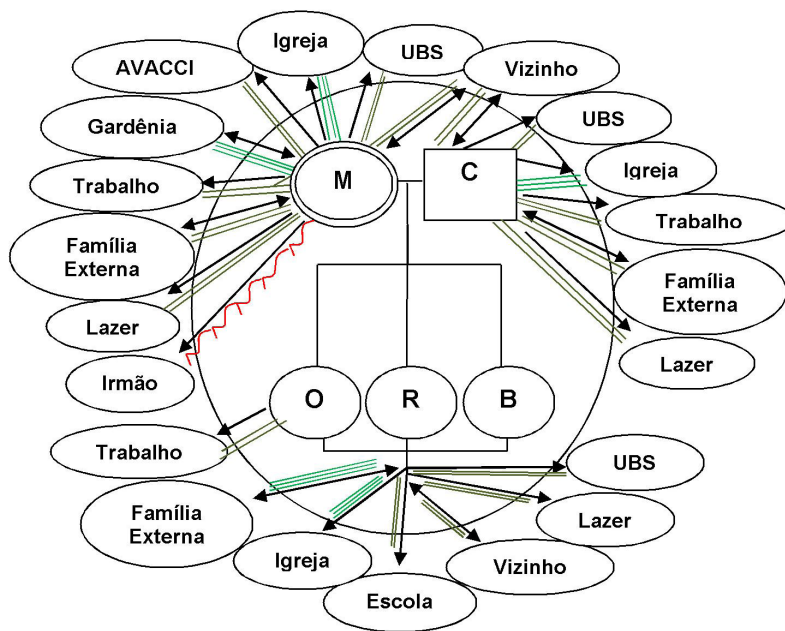 Igreja
UBS
AVACCI
Vizinho
Gardênia
UBS
Igreja
M
C
Trabalho
Trabalho
Família
Externa
Família
Externa
Lazer
Lazer
Irmão
O
R
B
Trabalho
UBS
Família
Externa
Lazer
Igreja
Vizinho
Escola